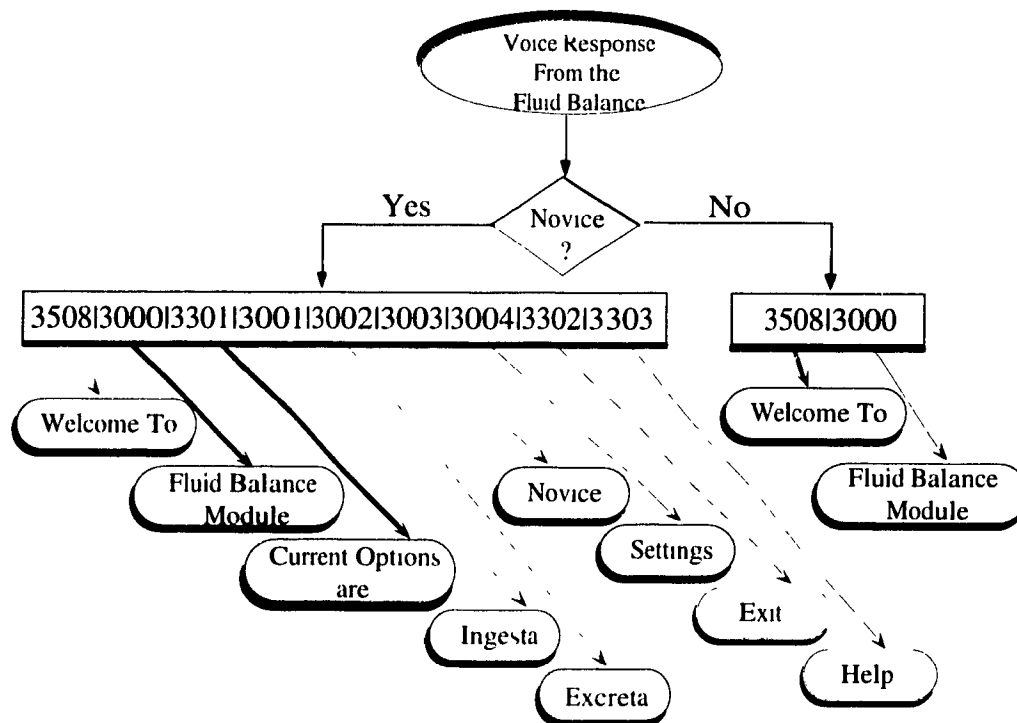 Voice Response
From the
Fluid Balance
Yes
Novice
?
No
3508|3000|3301|3001|3002|3003|3004|3302|3303
3508|3000
Welcome To
Fluid Balance
Module
Current Options
are
Ingesta
Excreta
Novice
Settings
Exit
Help
Welcome To
Fluid Balance
Module